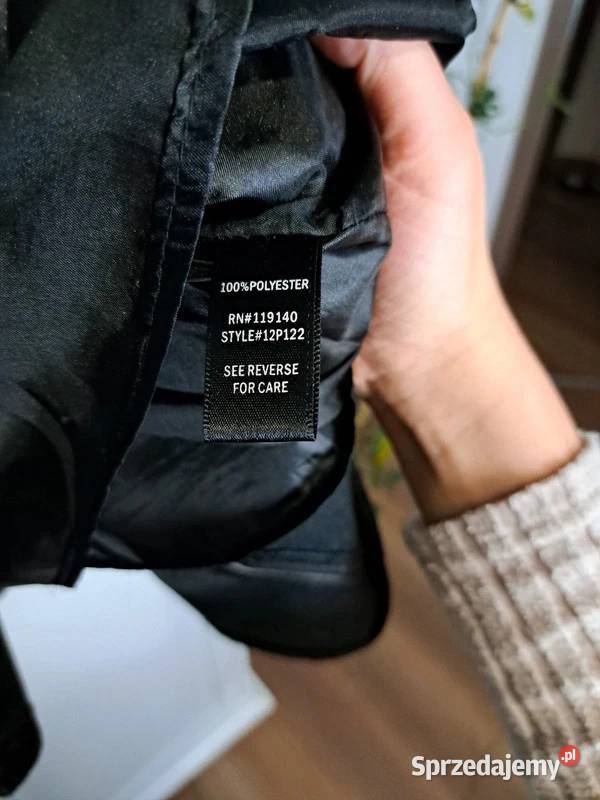 100%POLYESTER
RN#119140
STYLE#12P122
SEE REVERSE
FOR CARE
Sprzedajemy.pl